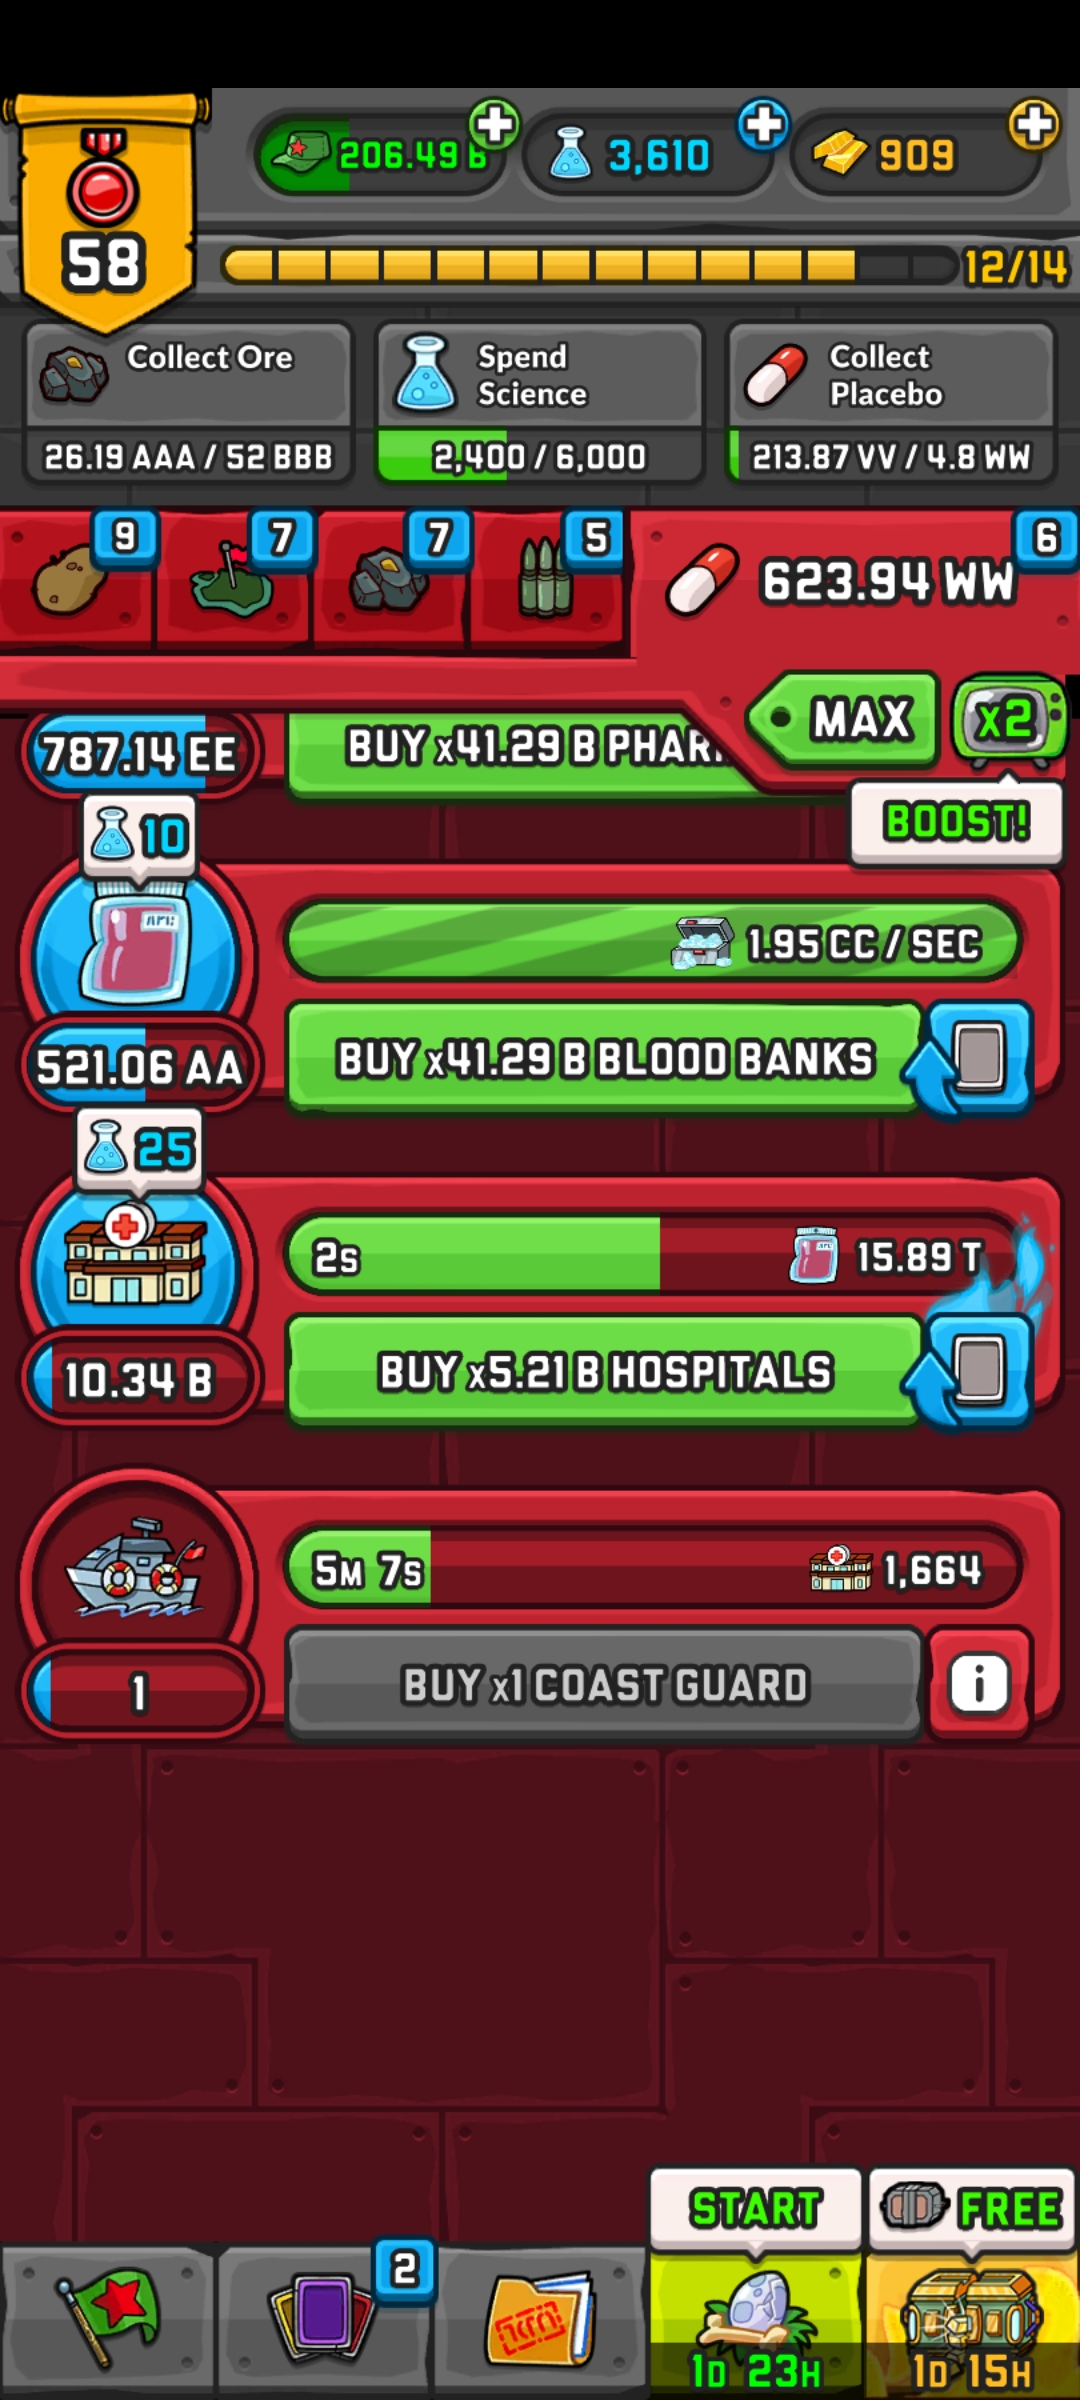 58
206.49 B
3,610
909
12/14
Collect Ore
26.19 AAA / 52 BBB
Spend
Science
2,400 / 6,000
Collect
Placebo
213.87 VV / 4.8 WW
9
7
7
5
623.94 WW
6
MAX
x2
BOOST!
787.14 EE
BUY x41.29 B PHAR
10
1.95 CC / SEC
521.06 AA
BUY x41.29 B BLOOD BANKS
25
2s
15.89 T
10.34 B
BUY x5.21 B HOSPITALS
5M 7s
1,664
1
BUY x1 COAST GUARD
i
START
FREE
2
1D 23H
1D 15H